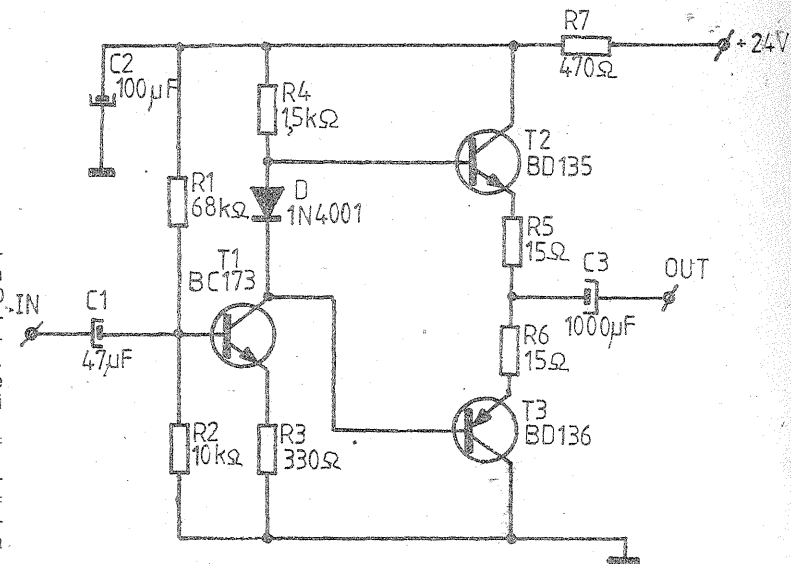 R7
+24V
470Ω
C2
100µF
R4
1,5kΩ
T2
BD135
R1
68kΩ
D
1N4001
R5
15Ω
T1
BC173
C3
OUT
IN
C1
47µF
1000µF
R6
15Ω
R2
10kΩ
R3
330Ω
T3
BD136